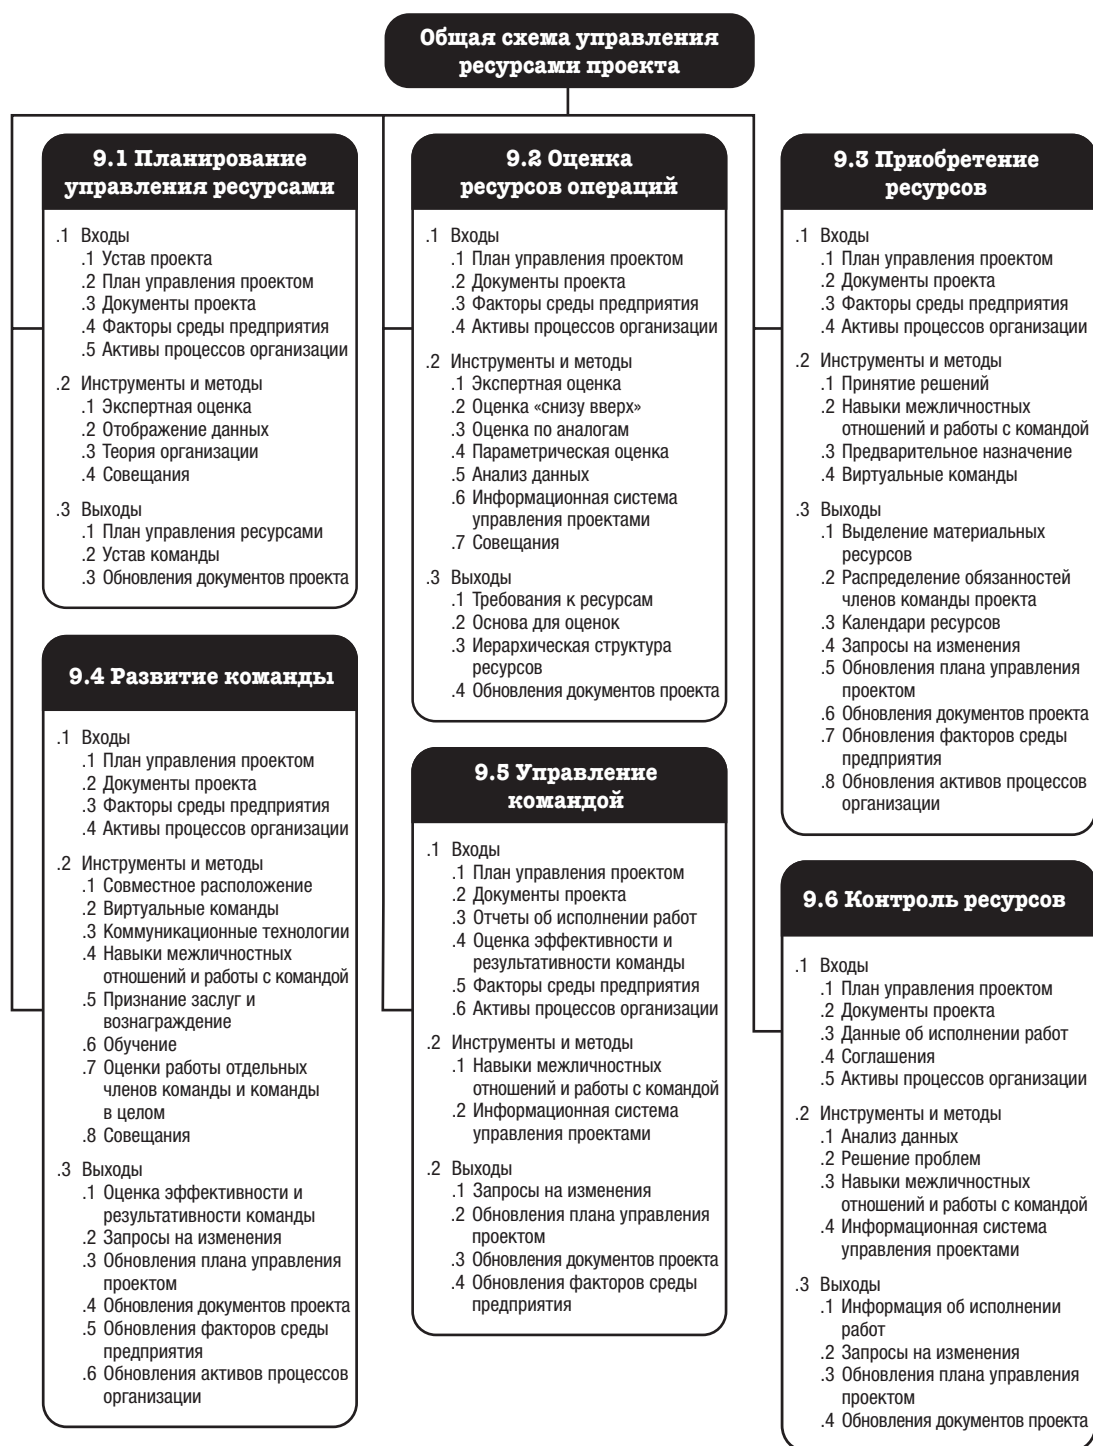 Общая схема управления
ресурсами проекта
9.1 Планирование
управления ресурсами
.1 Входы
.1 Устав проекта
.2 План управления проектом
.3 Документы проекта
.4 Факторы среды предприятия
.5 Активы процессов организации
.2 Инструменты и методы
.1 Экспертная оценка
.2 Отображение данных
.3 Теория организации
.4 Совещания
.3 Выходы
.1 План управления ресурсами
.2 Устав команды
.3 Обновления документов проекта
9.2 Оценка
ресурсов операций
.1 Входы
.1 План управления проектом
.2 Документы проекта
.3 Факторы среды предприятия
.4 Активы процессов организации
.2 Инструменты и методы
.1 Экспертная оценка
.2 Оценка «снизу вверх»
.3 Оценка по аналогам
.4 Параметрическая оценка
.5 Анализ данных
.6 Информационная система
управления проектами
.7 Совещания
.3 Выходы
.1 Требования к ресурсам
.2 Основа для оценок
.3 Иерархическая структура
ресурсов
.4 Обновления документов проекта
9.3 Приобретение
ресурсов
.1 Входы
.1 План управления проектом
.2 Документы проекта
.3 Факторы среды предприятия
.4 Активы процессов организации
.2 Инструменты и методы
.1 Принятие решений
.2 Навыки межличностных
отношений и работы с командой
.3 Предварительное назначение
.4 Виртуальные команды
.3 Выходы
.1 Выделение материальных
ресурсов
.2 Распределение обязанностей
членов команды проекта
.3 Календари ресурсов
.4 Запросы на изменения
.5 Обновления плана управления
проектом
.6 Обновления документов проекта
.7 Обновления факторов среды
предприятия
.8 Обновления активов процессов
организации
9.4 Развитие команды
.1 Входы
.1 План управления проектом
.2 Документы проекта
.3 Факторы среды предприятия
.4 Активы процессов организации
.2 Инструменты и методы
.1 Совместное расположение
.2 Виртуальные команды
.3 Коммуникационные технологии
.4 Навыки межличностных
отношений и работы с командой
.5 Признание заслуг и
вознаграждение
.6 Обучение
.7 Оценки работы отдельных
членов команды и команды
в целом
.8 Совещания
.3 Выходы
.1 Оценка эффективности и
результативности команды
.2 Запросы на изменения
.3 Обновления плана управления
проектом
.4 Обновления документов проекта
.5 Обновления факторов среды
предприятия
.6 Обновления активов процессов
организации
9.5 Управление
командой
.1 Входы
.1 План управления проектом
.2 Документы проекта
.3 Отчеты об исполнении работ
.4 Оценка эффективности и
результативности команды
.5 Факторы среды предприятия
.6 Активы процессов организации
.2 Инструменты и методы
.1 Навыки межличностных
отношений и работы с командой
.2 Информационная система
управления проектами
.2 Выходы
.1 Запросы на изменения
.2 Обновления плана управления
проектом
.3 Обновления документов проекта
.4 Обновления факторов среды
предприятия
9.6 Контроль ресурсов
.1 Входы
.1 План управления проектом
.2 Документы проекта
.3 Данные об исполнении работ
.4 Соглашения
.5 Активы процессов организации
.2 Инструменты и методы
.1 Анализ данных
.2 Решение проблем
.3 Навыки межличностных
отношений и работы с командой
.4 Информационная система
управления проектами
.3 Выходы
.1 Информация об исполнении
работ
.2 Запросы на изменения
.3 Обновления плана управления
проектом
.4 Обновления документов проекта